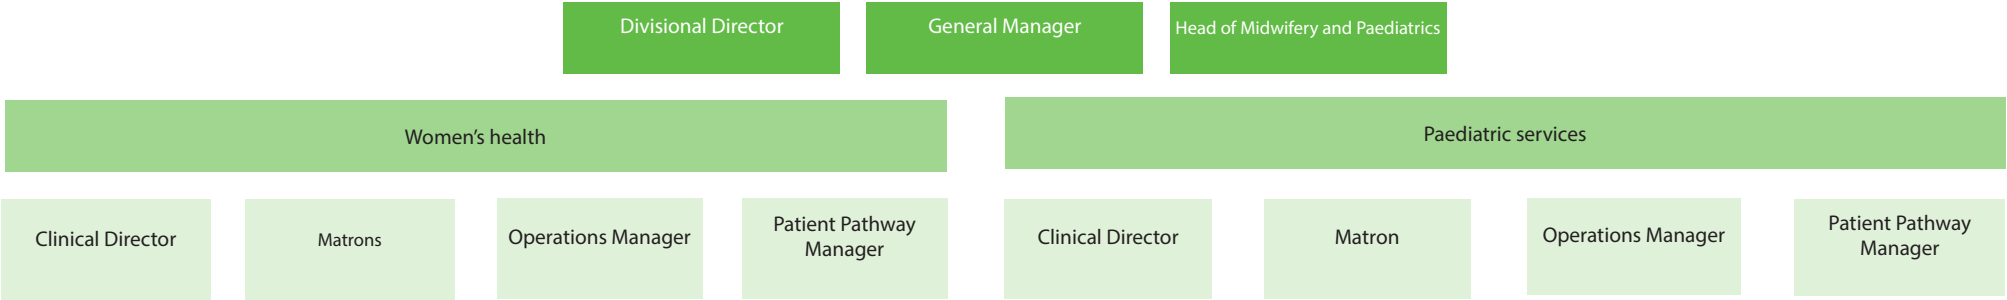 Divisional Director
General Manager
Head of Midwifery and Paediatrics
Women’s health
Paediatric services
Clinical Director
Matrons
Operations Manager
Patient Pathway
Manager
Clinical Director
Matron
Operations Manager
Patient Pathway
Manager